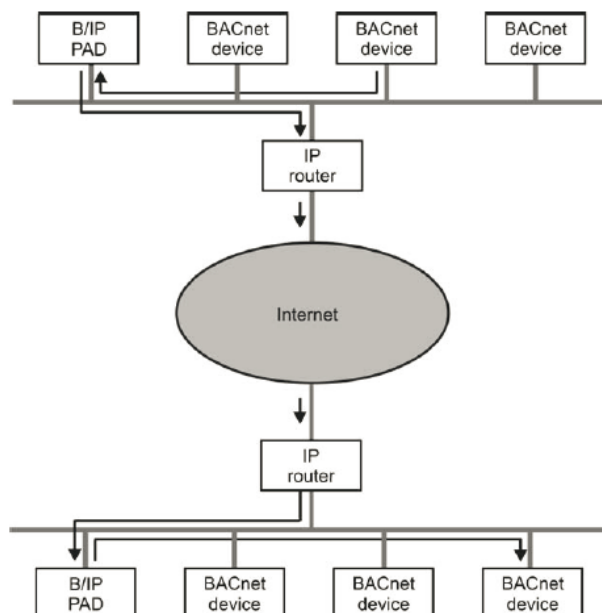 B/IP
PAD
BACnet
device
BACnet
device
BACnet
device
IP
router
Internet
IP
router
B/IP
PAD
BACnet
device
BACnet
device
BACnet
device